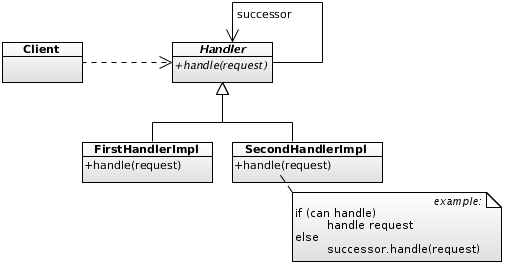 successor
Client
Handler
+handle(request)
FirstHandlerImpl
+handle(request)
SecondHandlerImpl
+handle(request)
example:
if (can handle)
handle request
else
successor.handle(request)